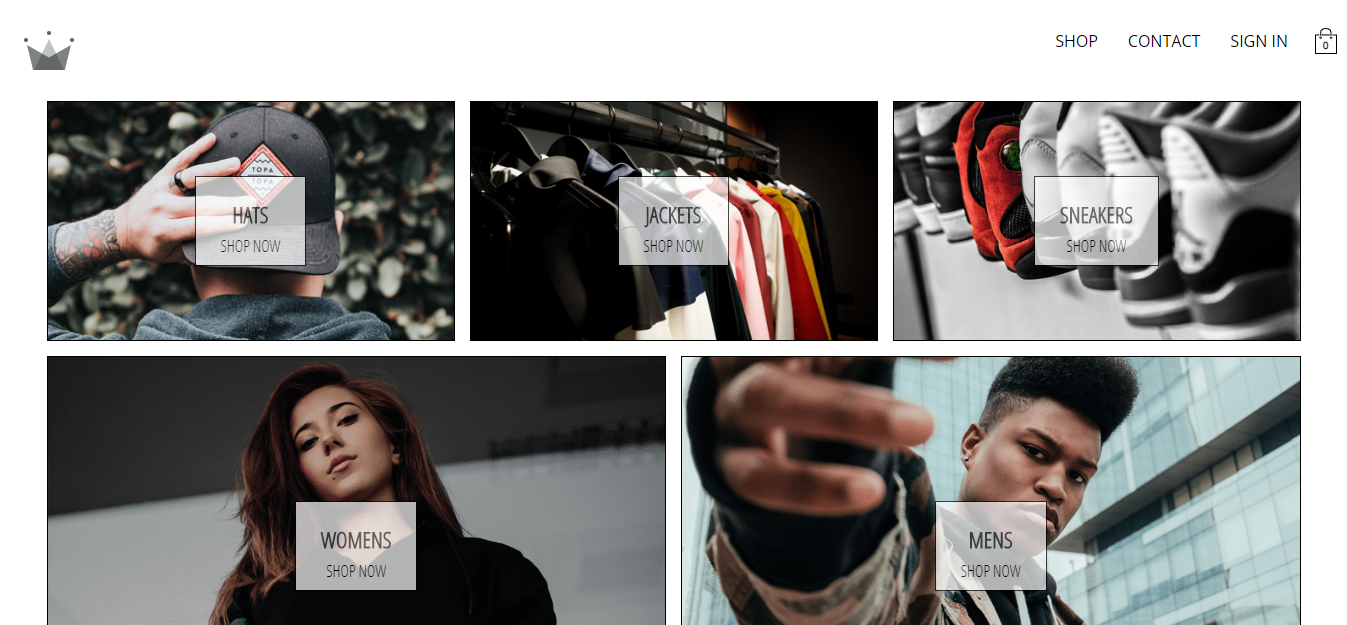 SHOP
CONTACT
SIGN IN
0
TOPA
TOPA
HATS
SHOP NOW
JACKETS
SHOP NOW
SNEAKERS
SHOP NOW
WOMENS
SHOP NOW
MENS
SHOP NOW